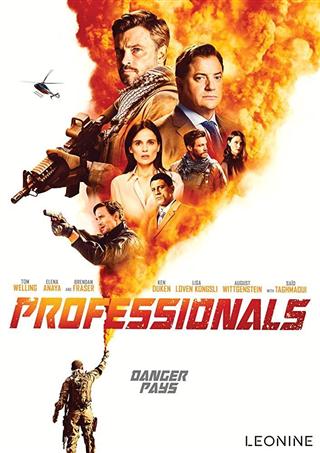 TOM WELLING ELENA ANAYA AND BRENDAN FRASER KEN DUKEN LISA LOVEN KONGSLI AUGUST WITTGENSTEIN WITH SAÏD TAGHMAOUI
PROFESSIONALS
DANGER
PAYS
LEONINE